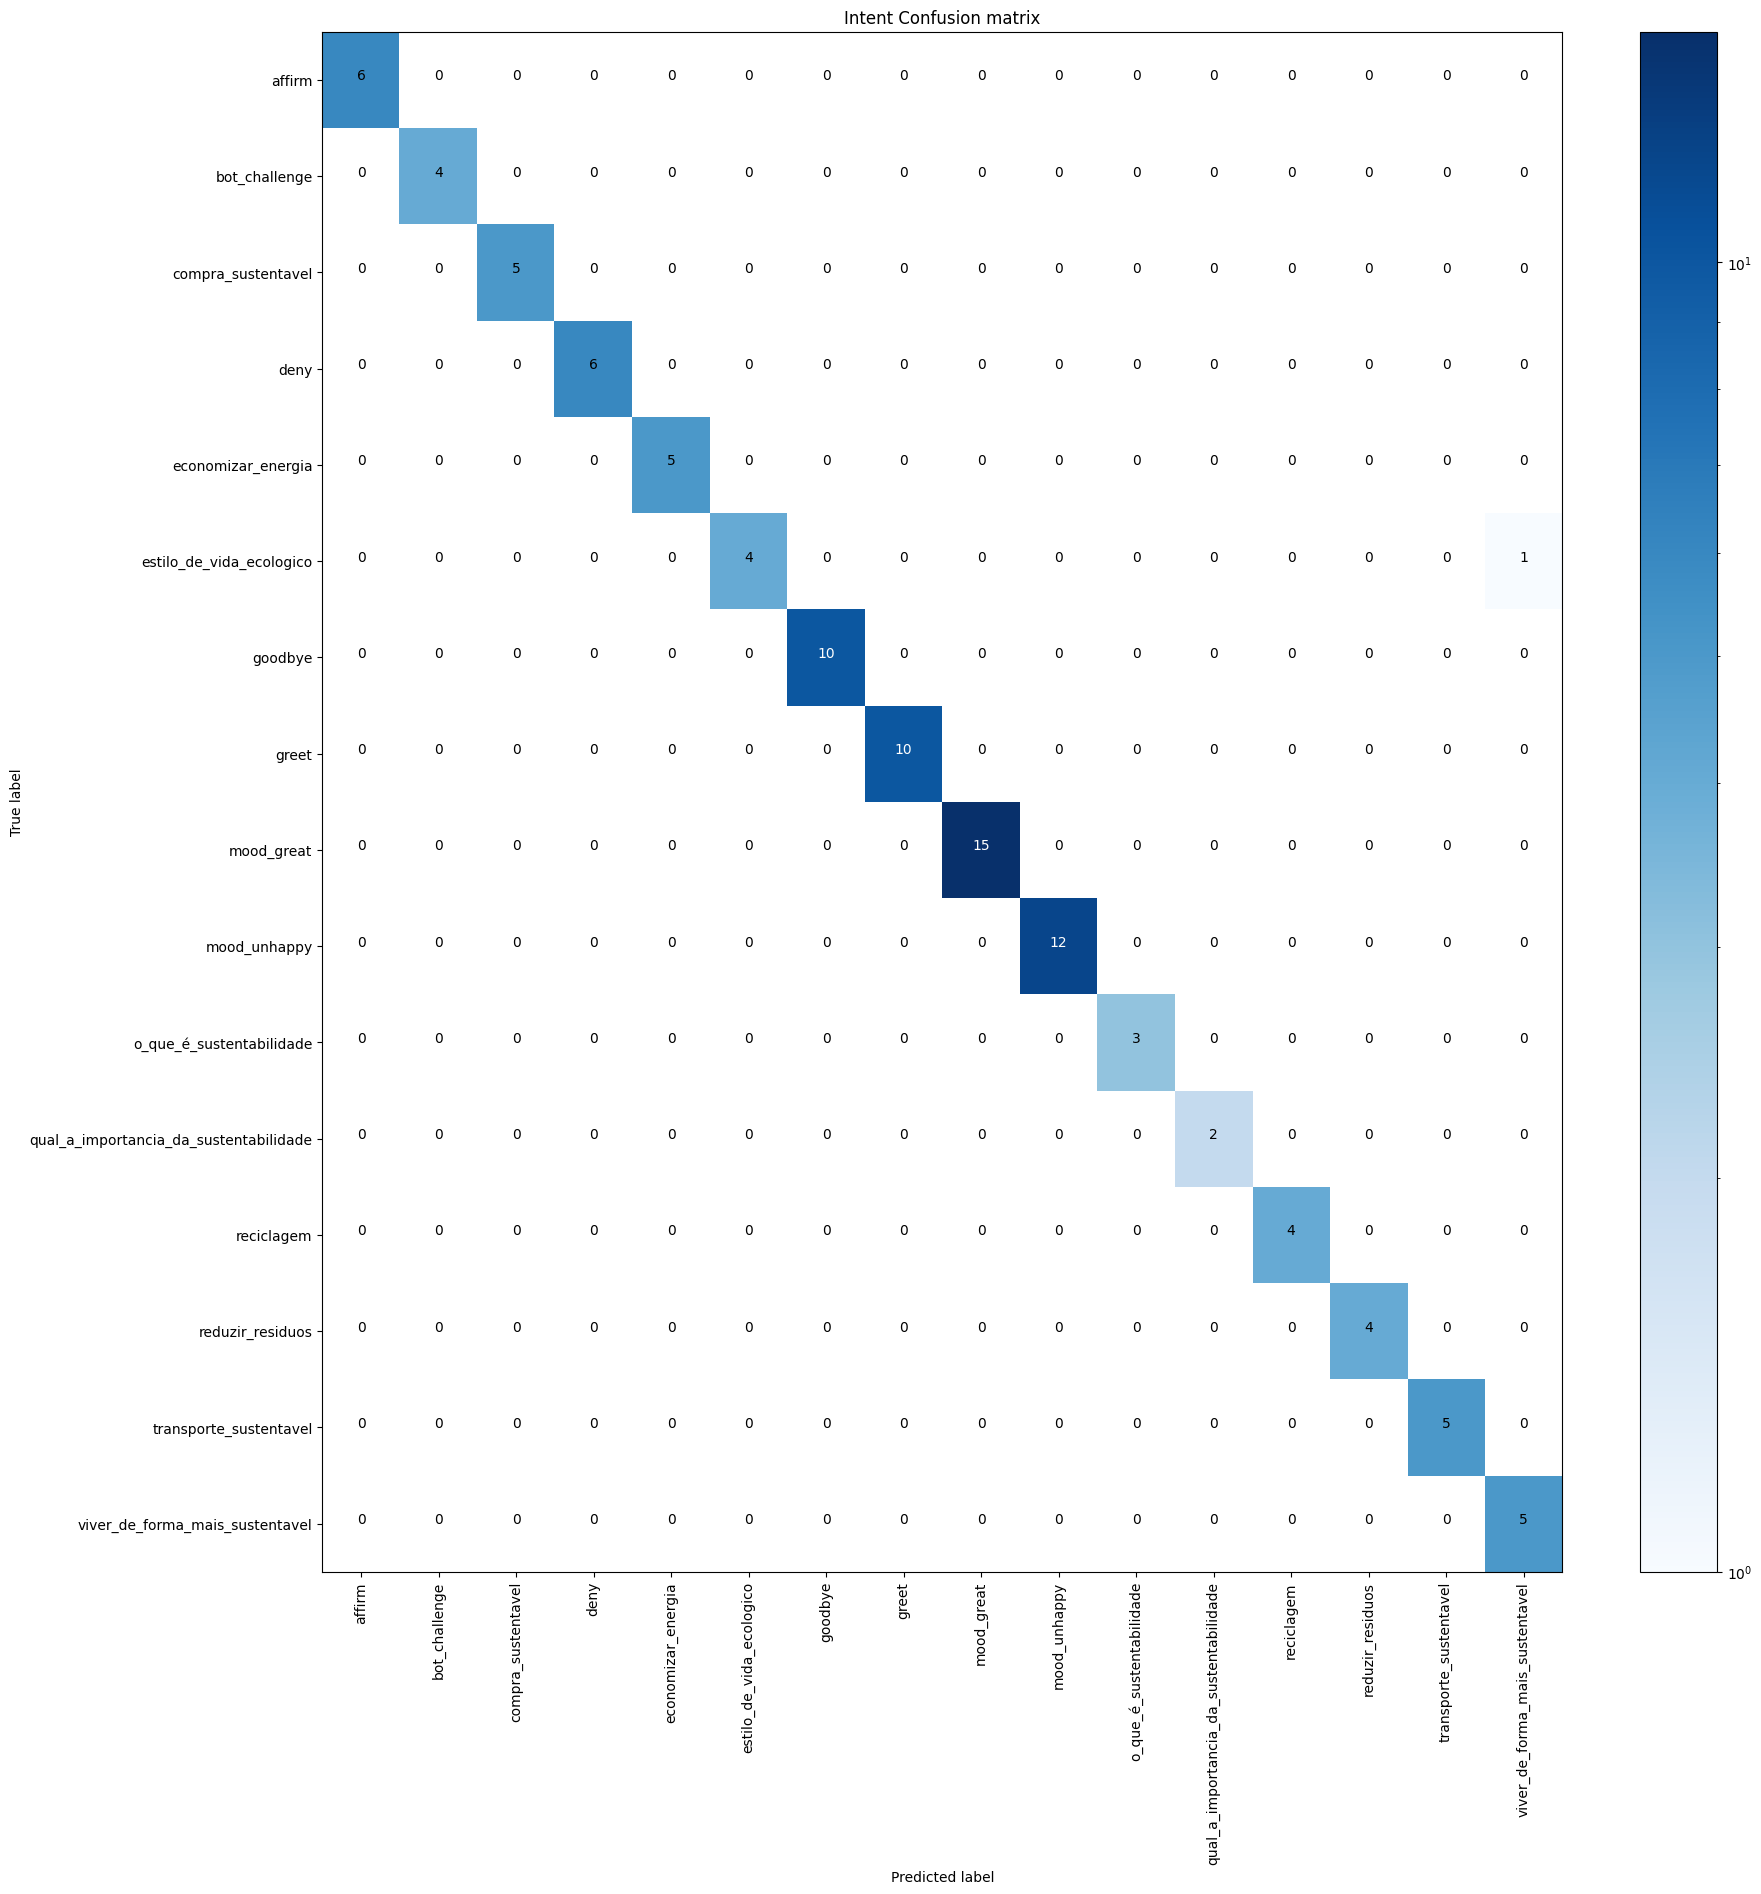 Intent Confusion matrix
affirm 6 0 0 0 0 0 0 0 0 0 0 0 0 0 0 0
bot_challenge 0 4 0 0 0 0 0 0 0 0 0 0 0 0 0 0
10¹
compra_sustentavel 0 0 5 0 0 0 0 0 0 0 0 0 0 0 0 0
deny 0 0 0 6 0 0 0 0 0 0 0 0 0 0 0 0
economizar_energia 0 0 0 0 5 0 0 0 0 0 0 0 0 0 0 0
estilo_de_vida_ecologico 0 0 0 0 0 4 0 0 0 0 0 0 0 0 0 1
goodbye 0 0 0 0 0 0 10 0 0 0 0 0 0 0 0 0
greet 0 0 0 0 0 0 0 10 0 0 0 0 0 0 0 0
True label
mood_great 0 0 0 0 0 0 0 0 15 0 0 0 0 0 0 0
mood_unhappy 0 0 0 0 0 0 0 0 0 12 0 0 0 0 0 0
o_que_é_sustentabilidade 0 0 0 0 0 0 0 0 0 0 3 0 0 0 0 0
qual_a_importancia_da_sustentabilidade 0 0 0 0 0 0 0 0 0 0 0 2 0 0 0 0
reciclagem 0 0 0 0 0 0 0 0 0 0 0 0 4 0 0 0
reduzir_residuos 0 0 0 0 0 0 0 0 0 0 0 0 0 4 0 0
transporte_sustentavel 0 0 0 0 0 0 0 0 0 0 0 0 0 0 5 0
viver_de_forma_mais_sustentavel 0 0 0 0 0 0 0 0 0 0 0 0 0 0 0 5
10⁰
affirm
bot_challenge
compra_sustentavel
deny
economizar_energia
estilo_de_vida_ecologico
goodbye
greet
mood_great
mood_unhappy
o_que_é_sustentabilidade
qual_a_importancia_da_sustentabilidade
reciclagem
reduzir_residuos
transporte_sustentavel
viver_de_forma_mais_sustentavel
Predicted label